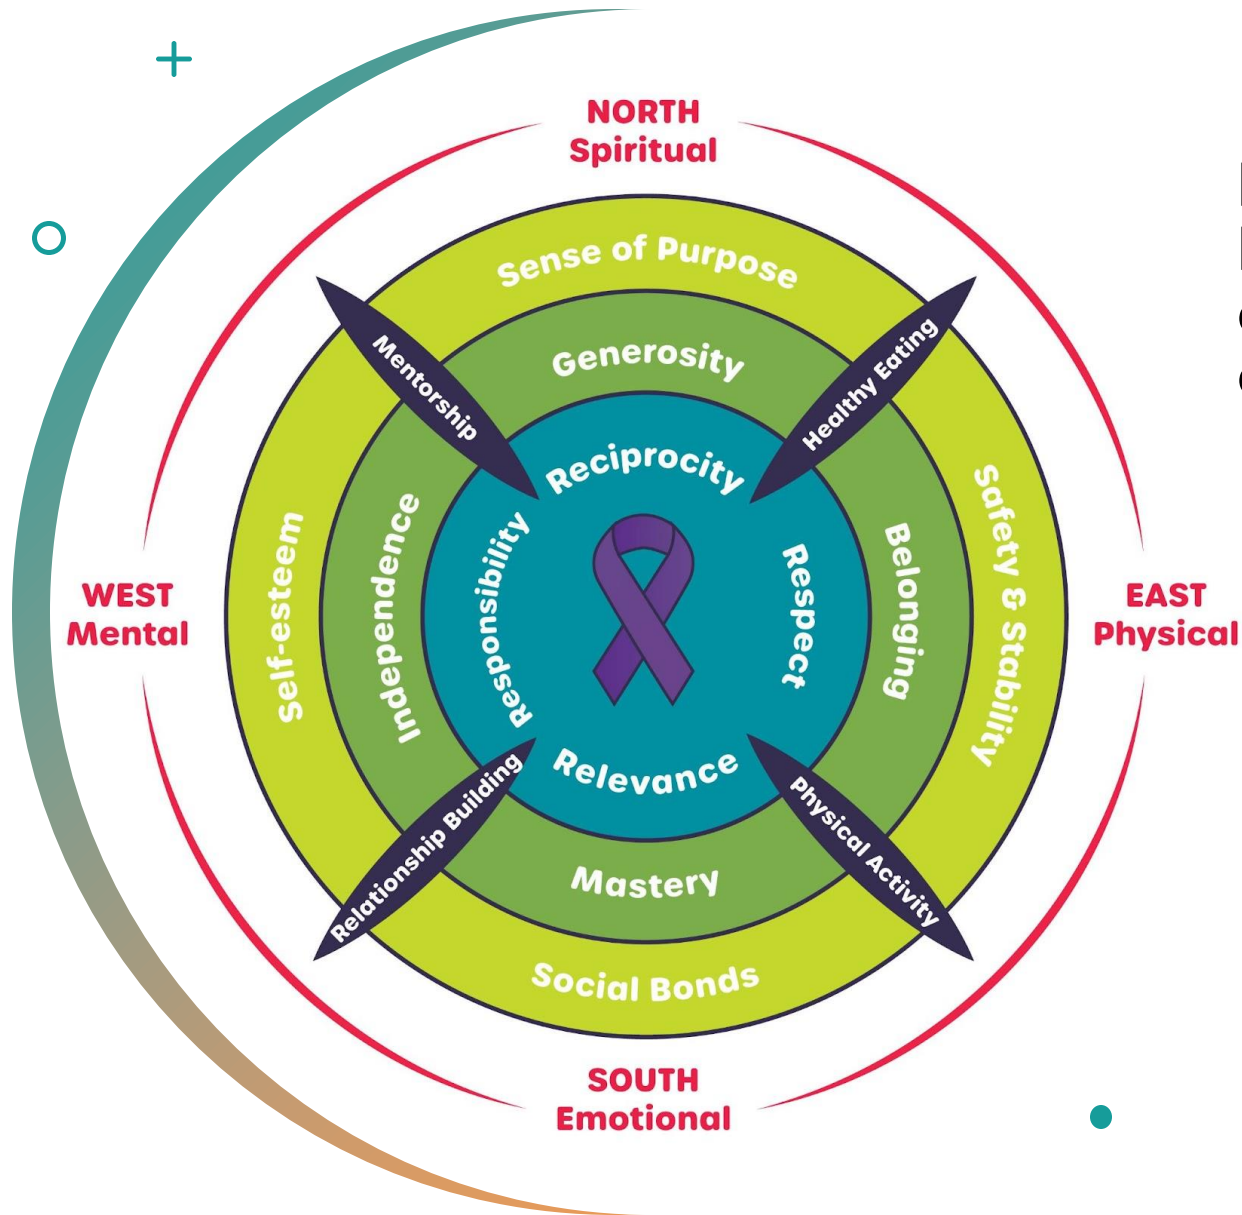 NORTH
Spiritual
Sense of Purpose
Generosity
Reciprocity
Mentorship
Healthy Eating
WEST
Mental
Self-esteem
Independence
Responsibility
Respect
Belonging
Safety & Stability
EAST
Physical
Relationship Building
Physical Activity
Relevance
Mastery
Social Bonds
SOUTH
Emotional